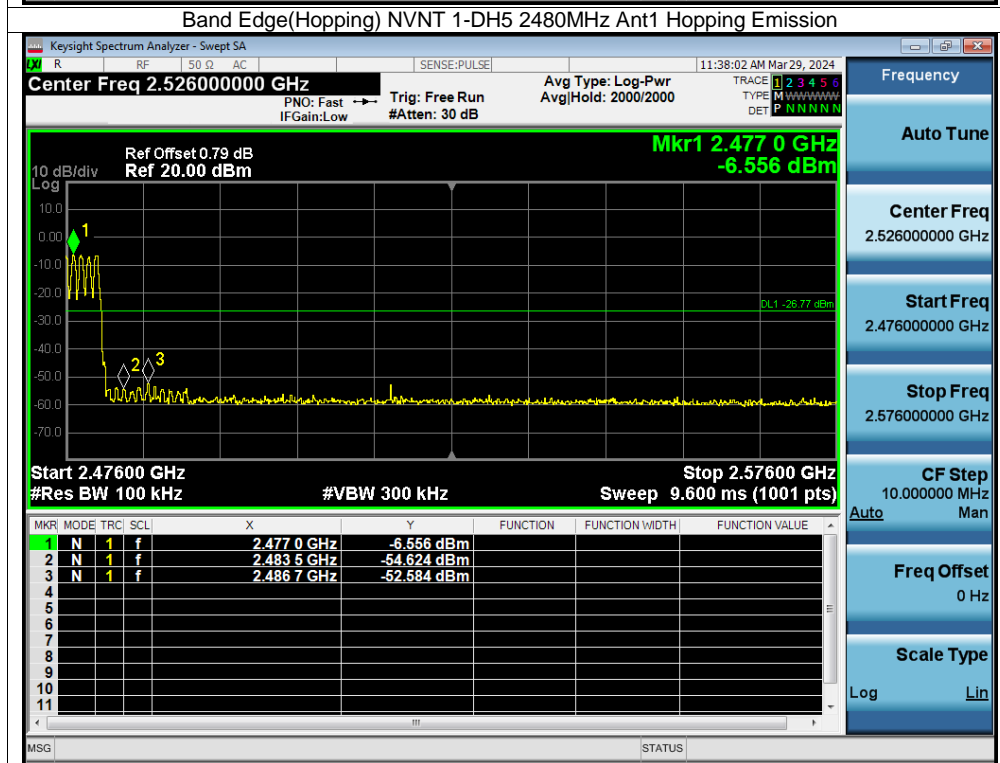 Band Edge(Hopping) NVNT 1-DH5 2480MHz Ant1 Hopping Emission
Keysight Spectrum Analyzer - Swept SA
LXI R RF 50 Ω AC SENSE:PULSE 11:38:02 AM Mar 29, 2024
Center Freq 2.526000000 GHz
PNO: Fast
IFGain:Low
Trig: Free Run
#Atten: 30 dB
Avg Type: Log-Pwr
Avg|Hold: 2000/2000
TRACE 1 2 3 4 5 6
TYPE M WWWWW
DET P N N N N N
Mkr1 2.477 0 GHz
-6.556 dBm
Ref Offset 0.79 dB
10 dB/div Ref 20.00 dBm
Log
10.0
0.00
-10.0
-20.0
-30.0
-40.0
-50.0
-60.0
-70.0
1
2
3
DL1 -26.77 dBm
Start 2.47600 GHz Stop 2.57600 GHz
#Res BW 100 kHz #VBW 300 kHz Sweep 9.600 ms (1001 pts)
MKR MODE TRC SCL X Y FUNCTION FUNCTION WIDTH FUNCTION VALUE
1 N 1 f 2.477 0 GHz -6.556 dBm
2 N 1 f 2.483 5 GHz -54.624 dBm
3 N 1 f 2.486 7 GHz -52.584 dBm
4
5
6
7
8
9
10
11
MSG STATUS
Frequency
Auto Tune
Center Freq
2.526000000 GHz
Start Freq
2.476000000 GHz
Stop Freq
2.576000000 GHz
CF Step
10.000000 MHz
Auto Man
Freq Offset
0 Hz
Scale Type
Log Lin